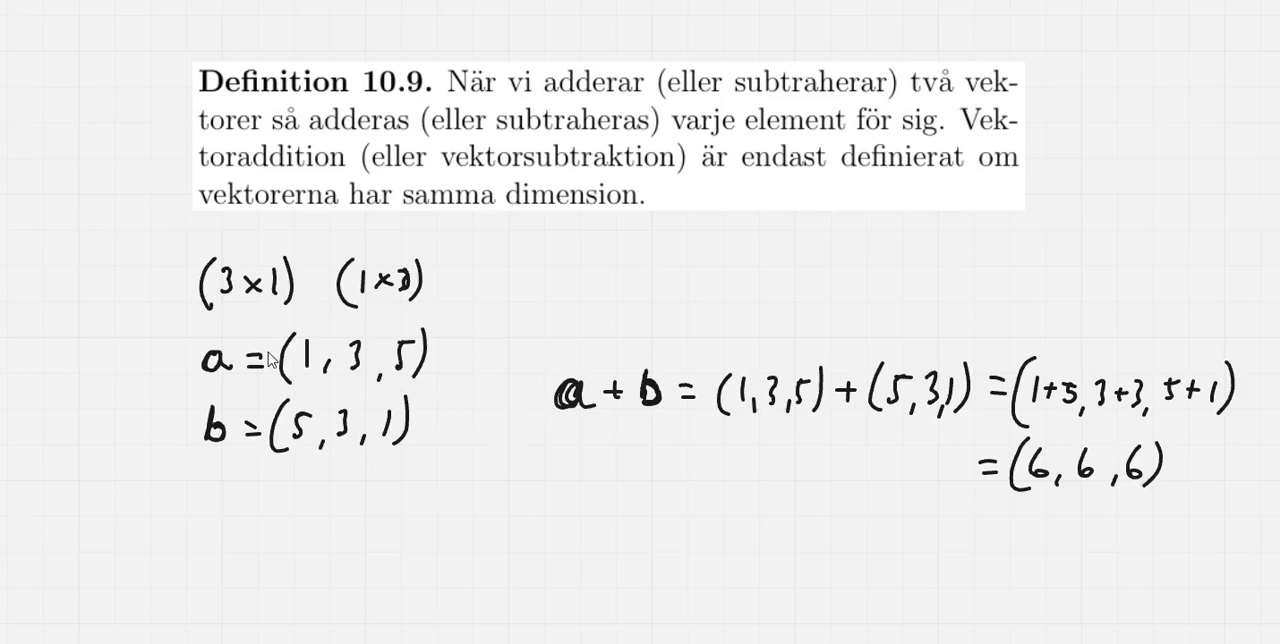 Definition 10.9. När vi adderar (eller subtraherar) två vek-
torer så adderas (eller subtraheras) varje element för sig. Vek-
toraddition (eller vektorsubtraktion) är endast definierat om
vektorerna har samma dimension.
(3×1) (1×3)
a = (1, 3, 5)
b = (5, 3, 1)
a + b = (1,3,5) + (5,3,1) = (1+5, 3+3, 5+1)
= (6, 6, 6)